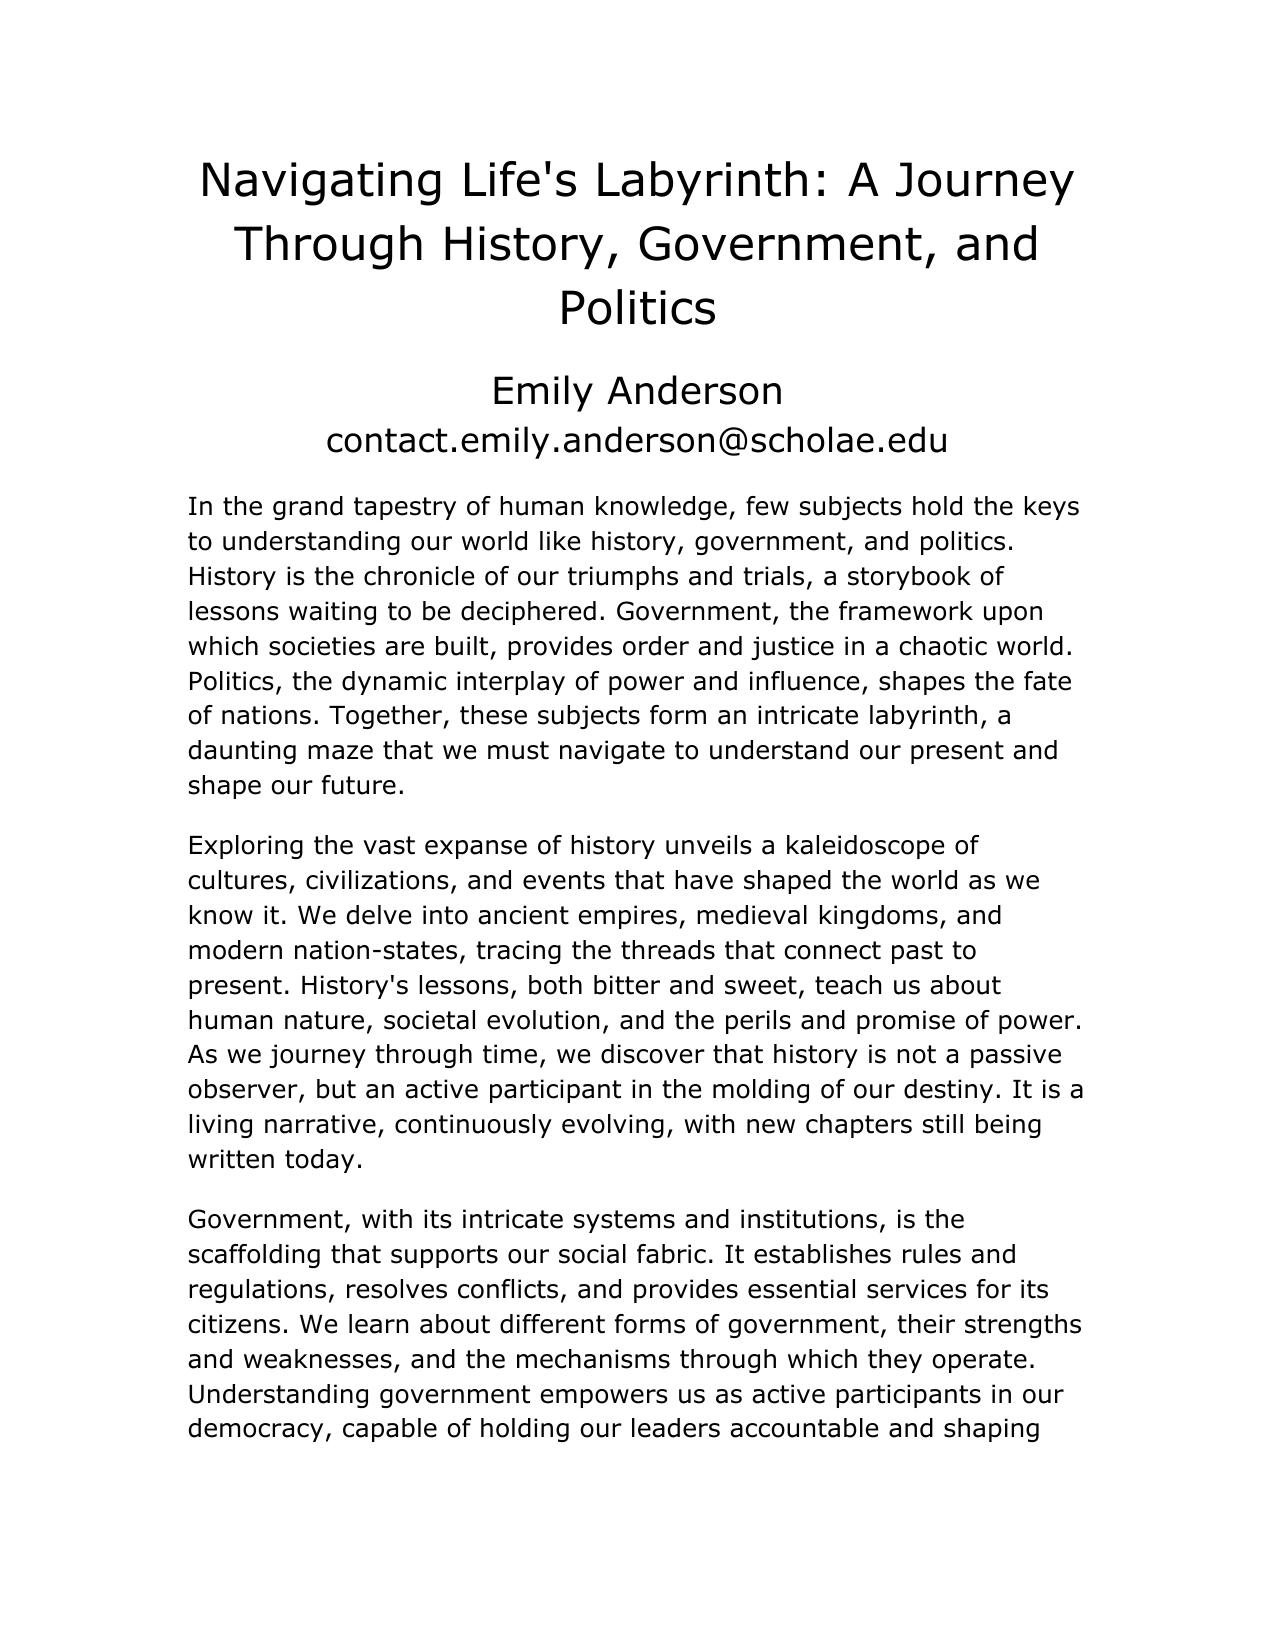 Navigating Life's Labyrinth: A Journey
Through History, Government, and
Politics
Emily Anderson
contact.emily.anderson@scholae.edu
In the grand tapestry of human knowledge, few subjects hold the keys
to understanding our world like history, government, and politics.
History is the chronicle of our triumphs and trials, a storybook of
lessons waiting to be deciphered. Government, the framework upon
which societies are built, provides order and justice in a chaotic world.
Politics, the dynamic interplay of power and influence, shapes the fate
of nations. Together, these subjects form an intricate labyrinth, a
daunting maze that we must navigate to understand our present and
shape our future.
Exploring the vast expanse of history unveils a kaleidoscope of
cultures, civilizations, and events that have shaped the world as we
know it. We delve into ancient empires, medieval kingdoms, and
modern nation-states, tracing the threads that connect past to
present. History's lessons, both bitter and sweet, teach us about
human nature, societal evolution, and the perils and promise of power.
As we journey through time, we discover that history is not a passive
observer, but an active participant in the molding of our destiny. It is a
living narrative, continuously evolving, with new chapters still being
written today.
Government, with its intricate systems and institutions, is the
scaffolding that supports our social fabric. It establishes rules and
regulations, resolves conflicts, and provides essential services for its
citizens. We learn about different forms of government, their strengths
and weaknesses, and the mechanisms through which they operate.
Understanding government empowers us as active participants in our
democracy, capable of holding our leaders accountable and shaping